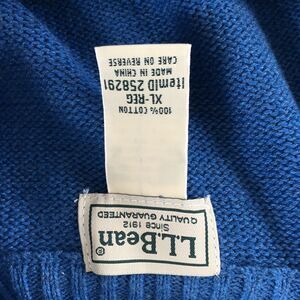 L.L.Bean®
Since 1912
QUALITY GUARANTEED
100% COTTON
XL-REG
ItemID 258291
MADE IN CHINA
CARE ON REVERSE